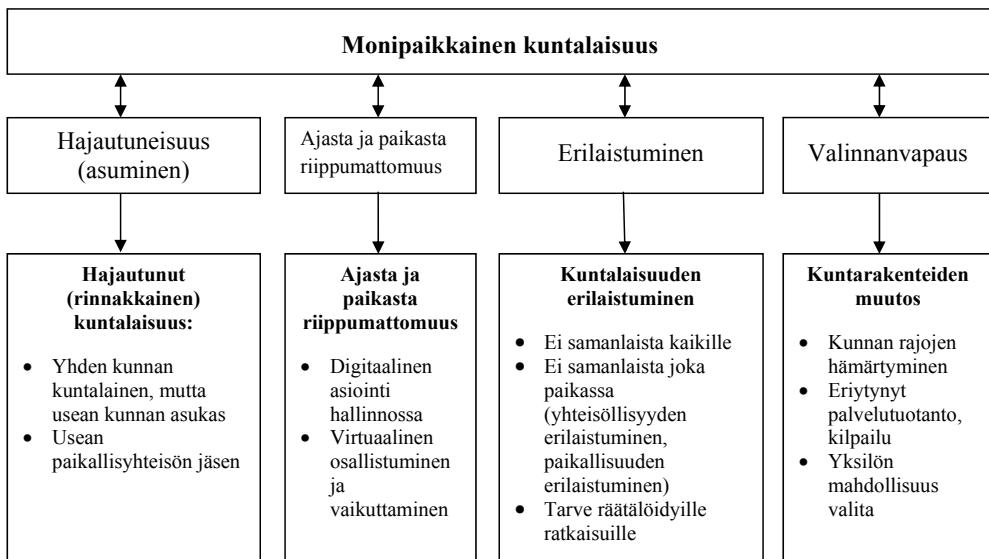 Monipaikkainen kuntalaisuus
Hajautuneisuus
(asuminen)
Ajasta ja paikasta
riippumattomuus
Erilaistuminen
Valinnanvapaus
Hajautunut
(rinnakkainen)
kuntalaisuus:
• Yhden kunnan
kuntalainen, mutta
usean kunnan asukas
• Usean
paikallisyhteisön jäsen
Ajasta ja
paikasta
riippumattomuus
• Digitaalinen
asiointi
hallinnossa
• Virtuaalinen
osallistuminen
ja
vaikuttaminen
Kuntalaisuuden
erilaistuminen
• Ei samanlaista kaikille
• Ei samanlaista joka
paikassa
(yhteisöllisyyden
erilaistuminen,
paikallisuuden
erilaistuminen)
• Tarve räätälöidyille
ratkaisuille
Kuntarakenteiden
muutos
• Kunnan rajojen
hämärtyminen
• Eriytynyt
palvelutuotanto,
kilpailu
• Yksilön
mahdollisuus
valita